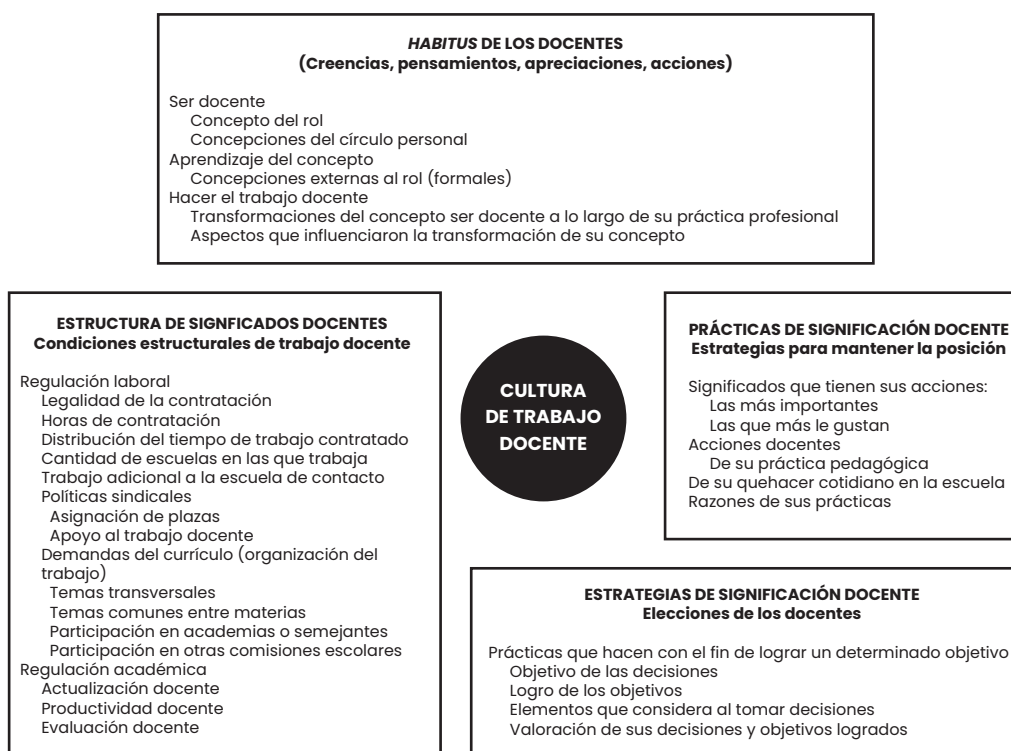 HABITUS DE LOS DOCENTES
(Creencias, pensamientos, apreciaciones, acciones)
Ser docente
Concepto del rol
Concepciones del círculo personal
Aprendizaje del concepto
Concepciones externas al rol (formales)
Hacer el trabajo docente
Transformaciones del concepto ser docente a lo largo de su práctica profesional
Aspectos que influenciaron la transformación de su concepto
ESTRUCTURA DE SIGNFICADOS DOCENTES
Condiciones estructurales de trabajo docente
Regulación laboral
Legalidad de la contratación
Horas de contratación
Distribución del tiempo de trabajo contratado
Cantidad de escuelas en las que trabaja
Trabajo adicional a la escuela de contacto
Políticas sindicales
Asignación de plazas
Apoyo al trabajo docente
Demandas del currículo (organización del
trabajo)
Temas transversales
Temas comunes entre materias
Participación en academias o semejantes
Participación en otras comisiones escolares
Regulación académica
Actualización docente
Productividad docente
Evaluación docente
CULTURA
DE TRABAJO
DOCENTE
PRÁCTICAS DE SIGNIFICACIÓN DOCENTE
Estrategias para mantener la posición
Significados que tienen sus acciones:
Las más importantes
Las que más le gustan
Acciones docentes
De su práctica pedagógica
De su quehacer cotidiano en la escuela
Razones de sus prácticas
ESTRATEGIAS DE SIGNIFICACIÓN DOCENTE
Elecciones de los docentes
Prácticas que hacen con el fin de lograr un determinado objetivo
Objetivo de las decisiones
Logro de los objetivos
Elementos que considera al tomar decisiones
Valoración de sus decisiones y objetivos logrados